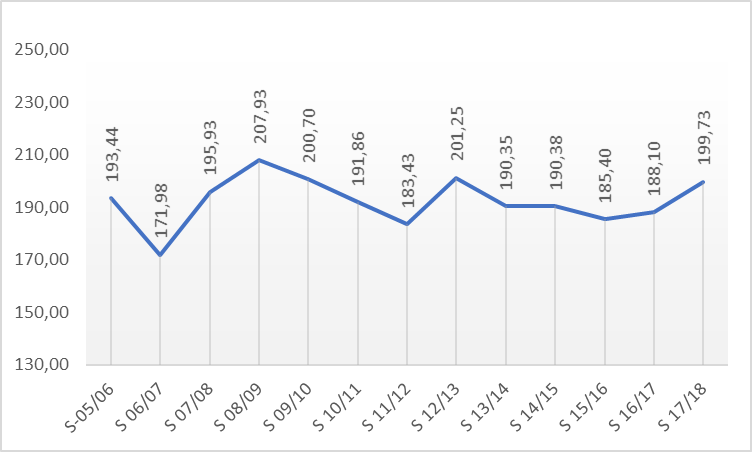 250,00
230,00
210,00
190,00
170,00
150,00
130,00
193,44
171,98
195,93
207,93
200,70
191,86
183,43
201,25
190,35
190,38
185,40
188,10
199,73
S-05/06
S 06/07
S 07/08
S 08/09
S 09/10
S 10/11
S 11/12
S 12/13
S 13/14
S 14/15
S 15/16
S 16/17
S 17/18